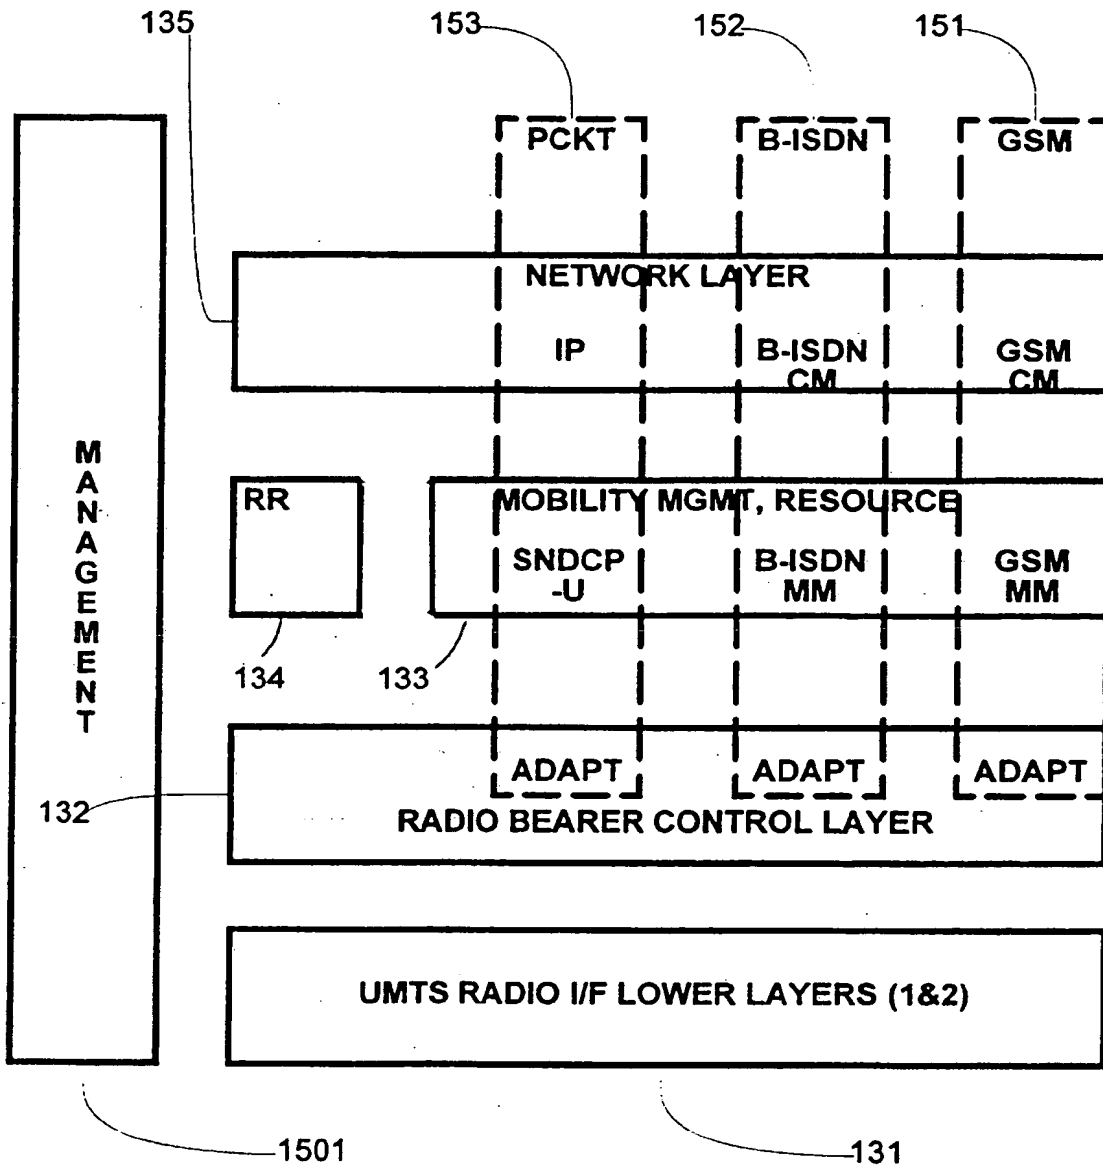 135 153 152 151
PCKT B-ISDN GSM
NETWORK LAYER
IP B-ISDN CM GSM CM
MANAGEMENT
RR
MOBILITY MGMT, RESOURCE
SNDCP-U B-ISDN MM GSM MM
134 133
ADAPT ADAPT ADAPT
132
RADIO BEARER CONTROL LAYER
UMTS RADIO I/F LOWER LAYERS (1&2)
1501 131